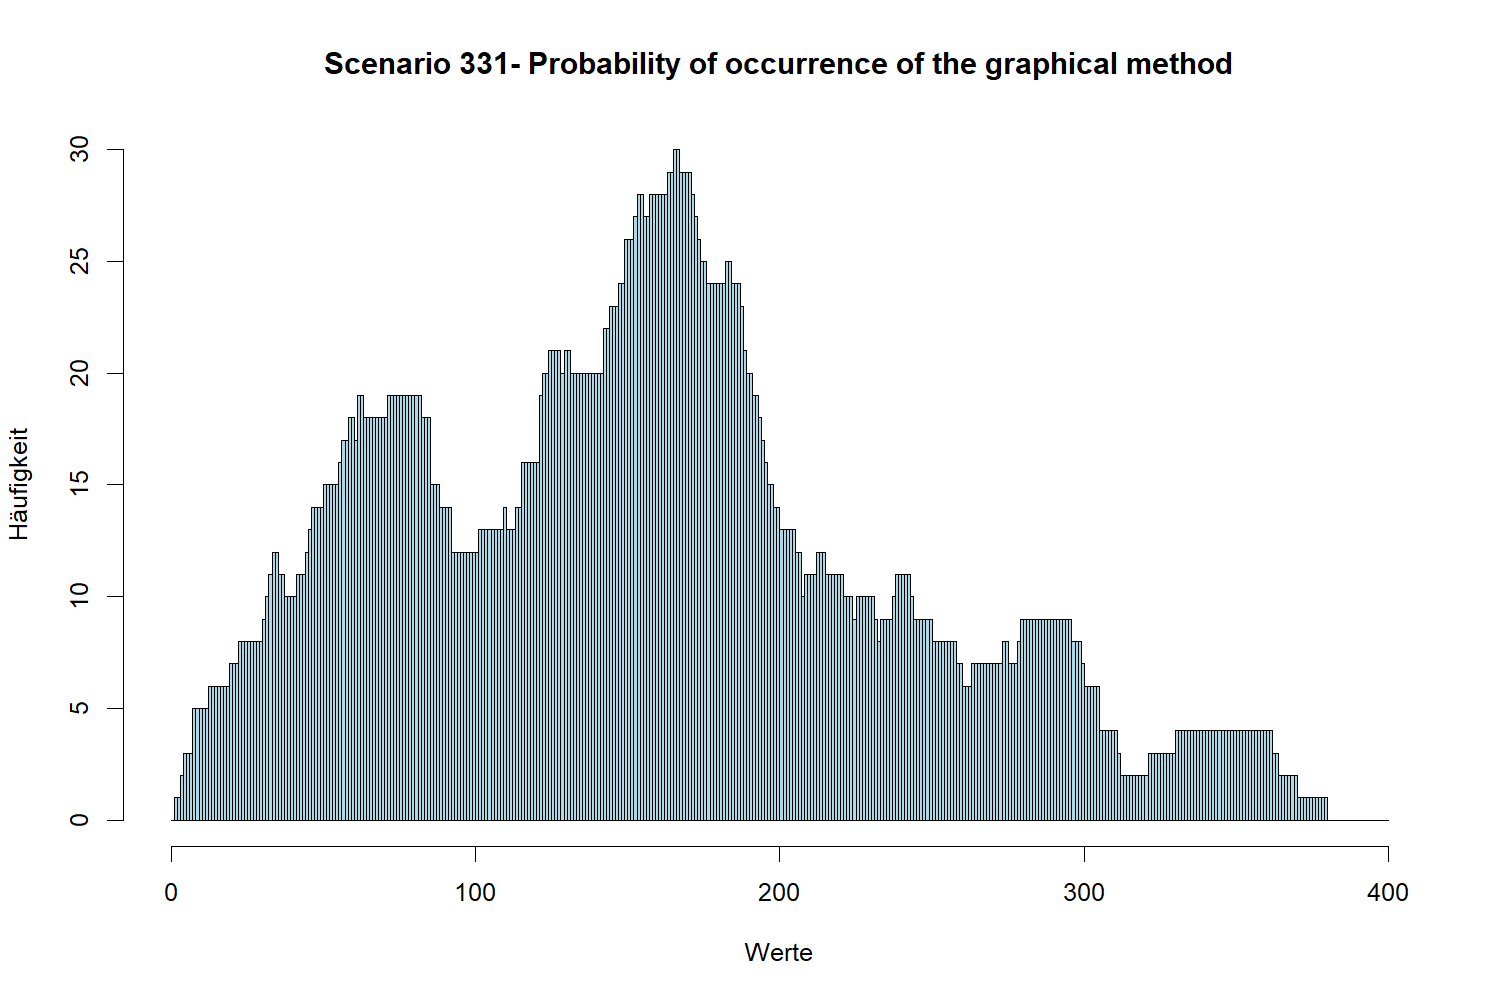 Scenario 331- Probability of occurrence of the graphical method
Häufigkeit
30
25
20
15
10
5
0
0 100 200 300 400
Werte